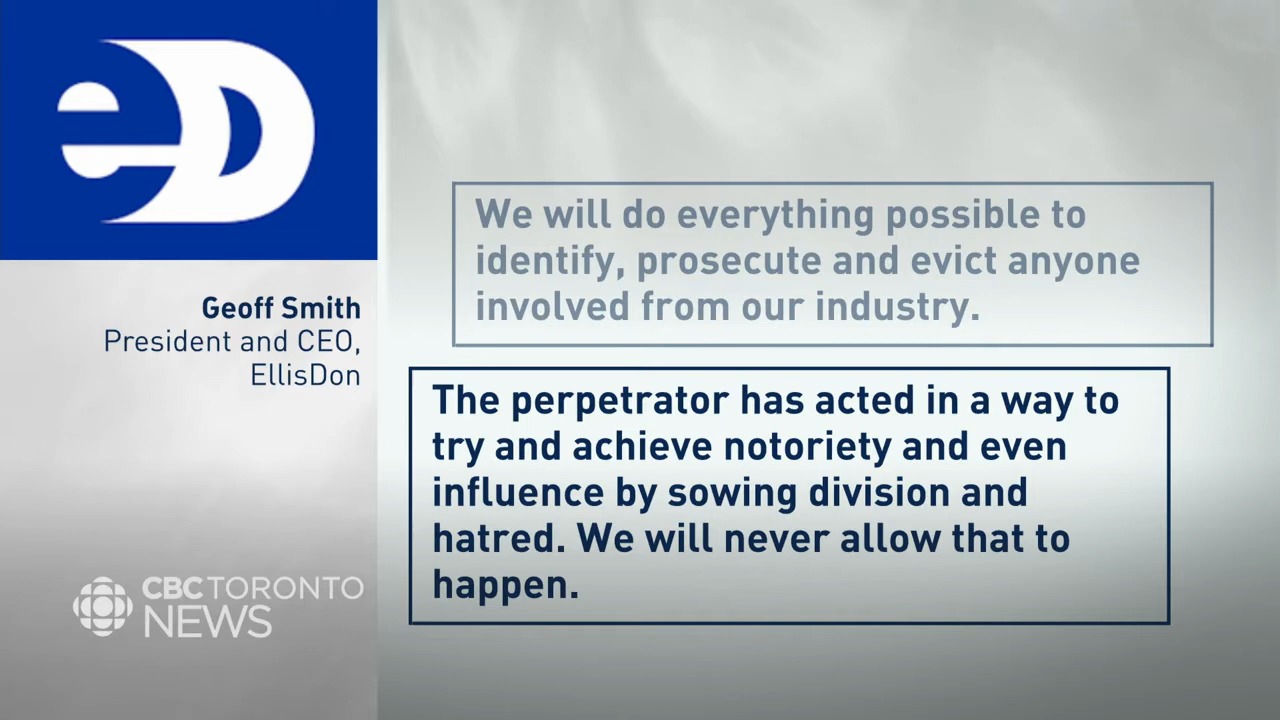 eD
Geoff Smith
President and CEO,
EllisDon
We will do everything possible to
identify, prosecute and evict anyone
involved from our industry.
The perpetrator has acted in a way to
try and achieve notoriety and even
influence by sowing division and
hatred. We will never allow that to
happen.
CBC TORONTO
NEWS